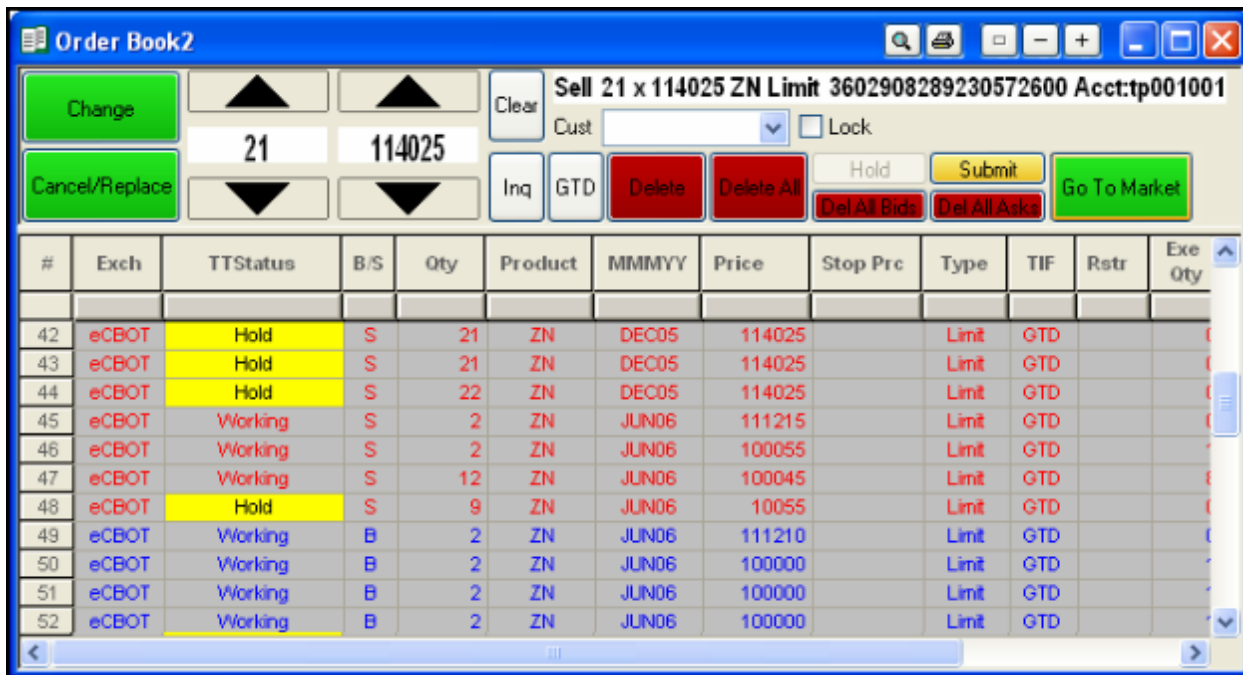 Order Book2
Change
21
114025
Clear
Sell 21 x 114025 ZN Limit 3602908289230572600 Acct:tp001001
Cust
Lock
Cancel/Replace
Inq
GTD
Delete
Delete All
Hold
Submit
Go To Market
Del All Bids
Del All Asks
# Exch TTStatus B/S Qty Product MMMYY Price Stop Prc Type TIF Rstr Exe Qty
42 eCBOT Hold S 21 ZN DEC05 114025 Limit GTD
43 eCBOT Hold S 21 ZN DEC05 114025 Limit GTD
44 eCBOT Hold S 22 ZN DEC05 114025 Limit GTD
45 eCBOT Working S 2 ZN JUN06 111215 Limit GTD
46 eCBOT Working S 2 ZN JUN06 100055 Limit GTD
47 eCBOT Working S 12 ZN JUN06 100045 Limit GTD
48 eCBOT Hold S 9 ZN JUN06 10055 Limit GTD
49 eCBOT Working B 2 ZN JUN06 111210 Limit GTD
50 eCBOT Working B 2 ZN JUN06 100000 Limit GTD
51 eCBOT Working B 2 ZN JUN06 100000 Limit GTD
52 eCBOT Working B 2 ZN JUN06 100000 Limit GTD